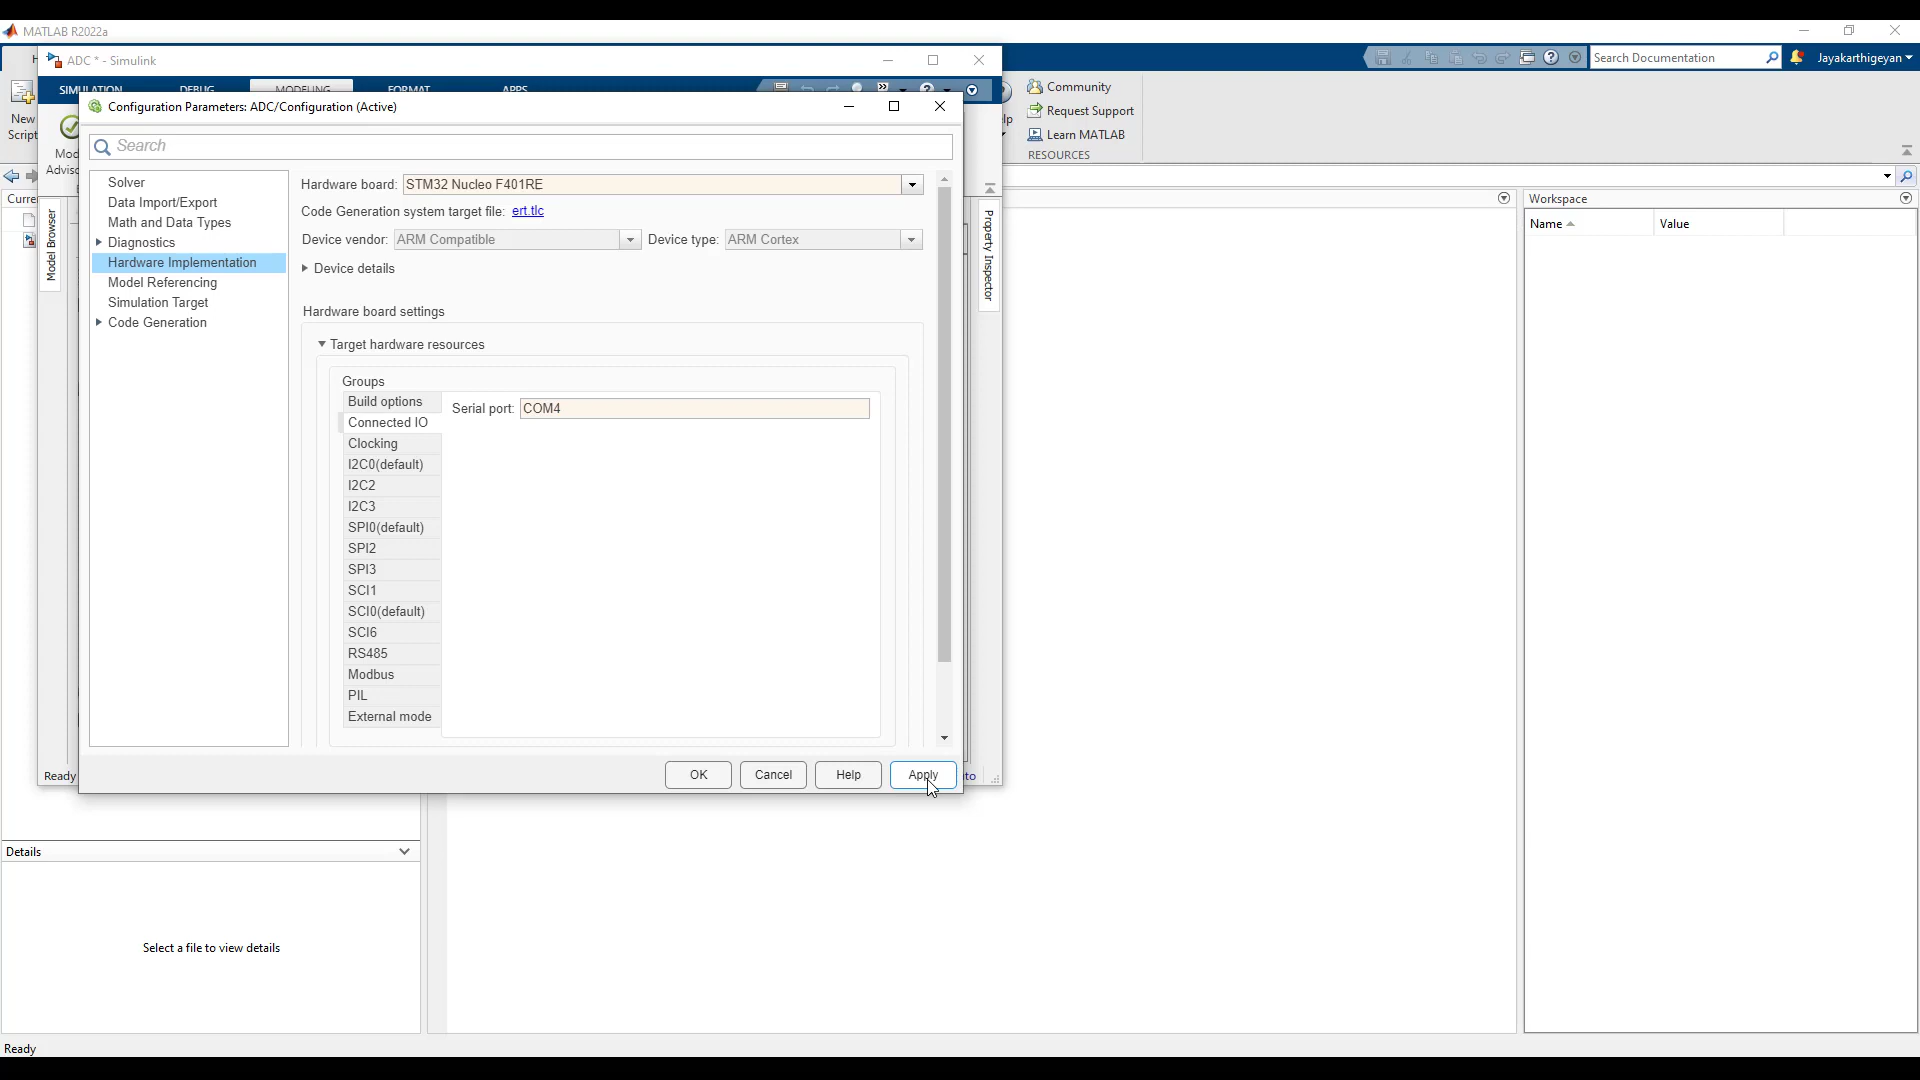 MATLAB R2022a
ADC * - Simulink
Search Documentation
Jayakarthigeyan
SIMULATION
DEBUG
MODELING
FORMAT
APPS
New
Script
Configuration Parameters: ADC/Configuration (Active)
Community
Request Support
Learn MATLAB
RESOURCES
Search
Solver
Data Import/Export
Math and Data Types
Diagnostics
Hardware Implementation
Model Referencing
Simulation Target
Code Generation
Hardware board: STM32 Nucleo F401RE
Code Generation system target file: ert.tlc
Device vendor: ARM Compatible
Device type: ARM Cortex
Device details
Hardware board settings
Target hardware resources
Groups
Build options
Connected IO
Clocking
I2C0(default)
I2C2
I2C3
SPI0(default)
SPI2
SPI3
SCI1
SCI0(default)
SCI6
RS485
Modbus
PIL
External mode
Serial port: COM4
OK
Cancel
Help
Apply
Model Browser
Property Inspector
Workspace
Name
Value
Ready
Details
Select a file to view details
Ready